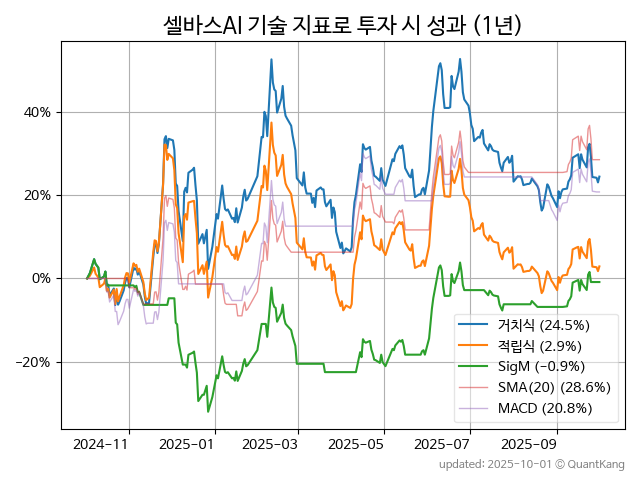 셀바스AI 기술 지표로 투자 시 성과 (1년)
40%
20%
0%
−20%
거치식 (24.5%)
적립식 (2.9%)
SigM (−0.9%)
SMA(20) (28.6%)
MACD (20.8%)
2024-11
2025-01
2025-03
2025-05
2025-07
2025-09
updated: 2025-10-01 © QuantKang